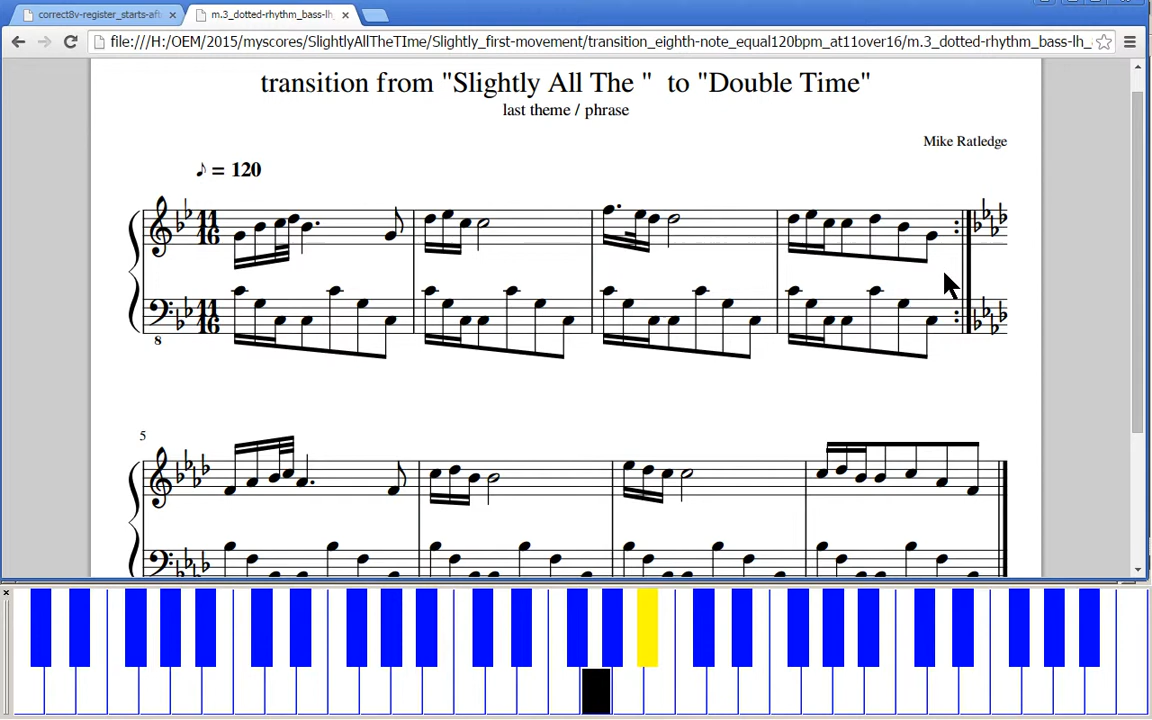 correct8v-register_starts-aft
m.3_dotted-rhythm_bass-lh_
file:///H:/OEM/2015/myscores/SlightlyAllTheTIme/Slightly_first-movement/transition_eighth-note_equal120bpm_at11over16/m.3_dotted-rhythm_bass-lh_
transition from "Slightly All The " to "Double Time"
last theme / phrase
Mike Ratledge
♪ = 120
11
16
11
16
8
5